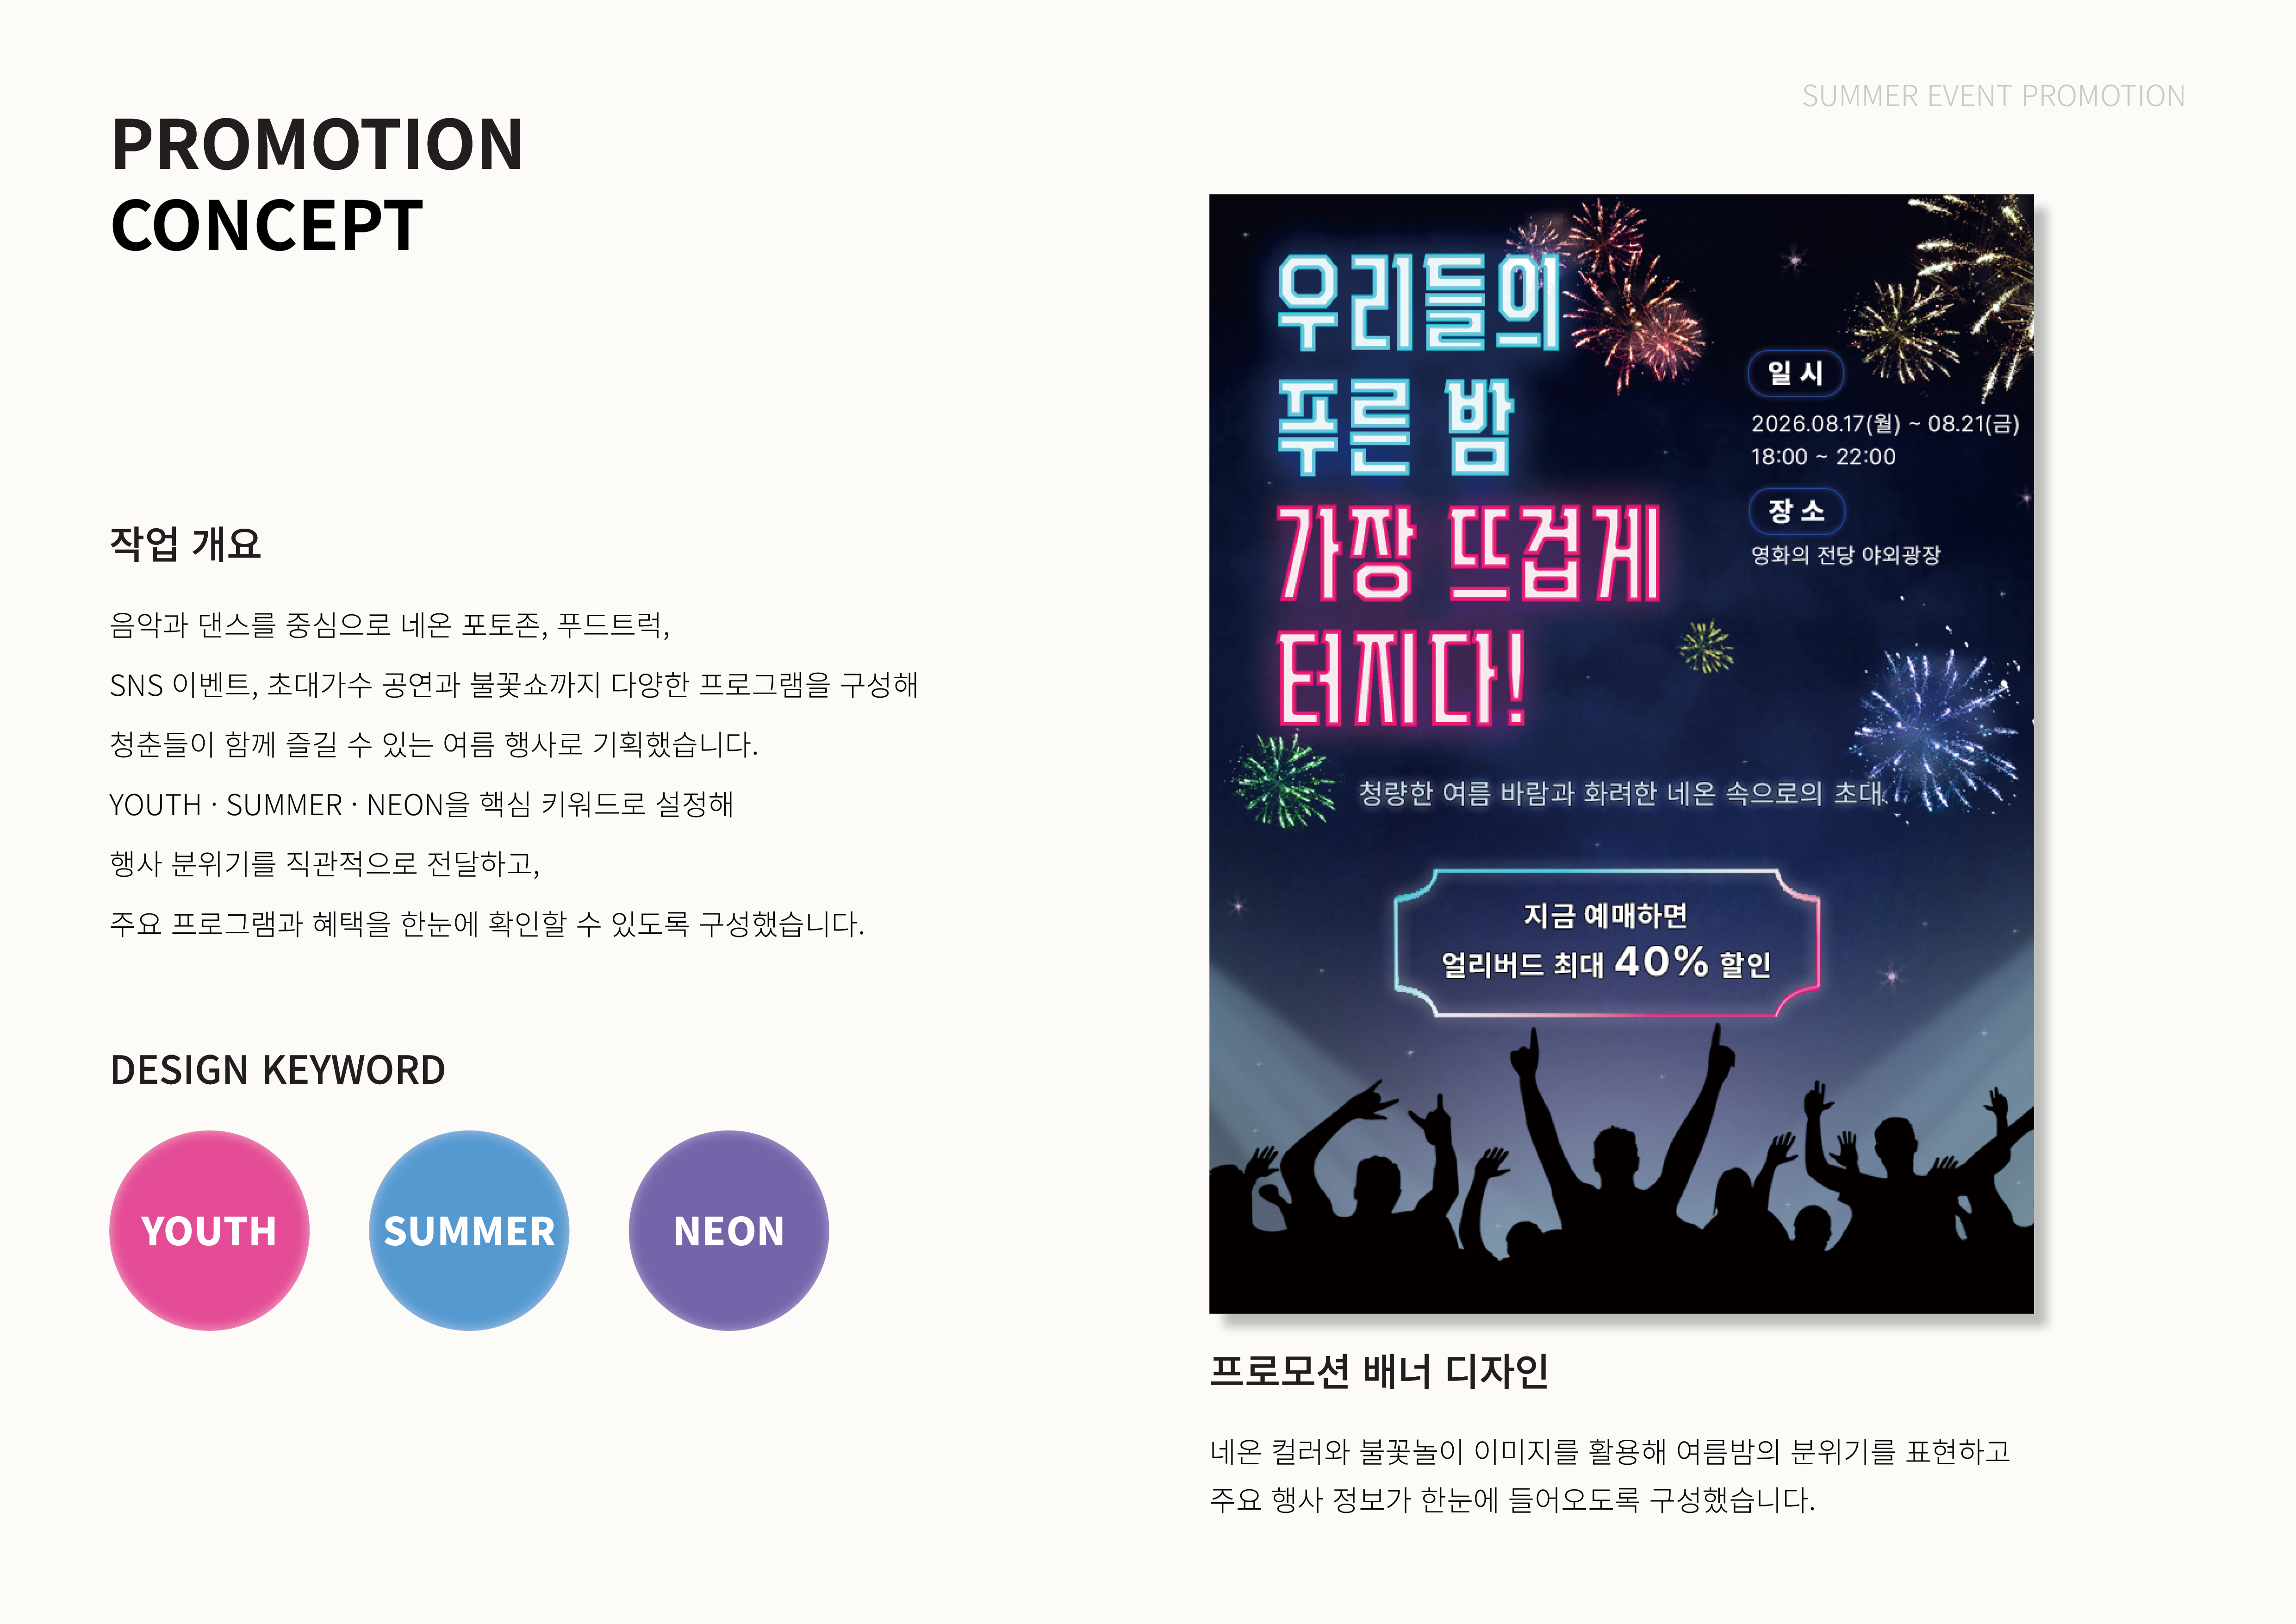 SUMMER EVENT PROMOTION
PROMOTION
CONCEPT
작업 개요
음악과 댄스를 중심으로 네온 포토존, 푸드트럭,
SNS 이벤트, 초대가수 공연과 불꽃쇼까지 다양한 프로그램을 구성해
청춘들이 함께 즐길 수 있는 여름 행사로 기획했습니다.
YOUTH · SUMMER · NEON을 핵심 키워드로 설정해
행사 분위기를 직관적으로 전달하고,
주요 프로그램과 혜택을 한눈에 확인할 수 있도록 구성했습니다.
DESIGN KEYWORD
YOUTH
SUMMER
NEON
우리들의
푸른 밤
가장 뜨겁게
터지다!
일 시
2026.08.17(월) ~ 08.21(금)
18:00 ~ 22:00
장 소
영화의 전당 야외광장
청량한 여름 바람과 화려한 네온 속으로의 초대.
지금 예매하면
얼리버드 최대 40% 할인
프로모션 배너 디자인
네온 컬러와 불꽃놀이 이미지를 활용해 여름밤의 분위기를 표현하고
주요 행사 정보가 한눈에 들어오도록 구성했습니다.